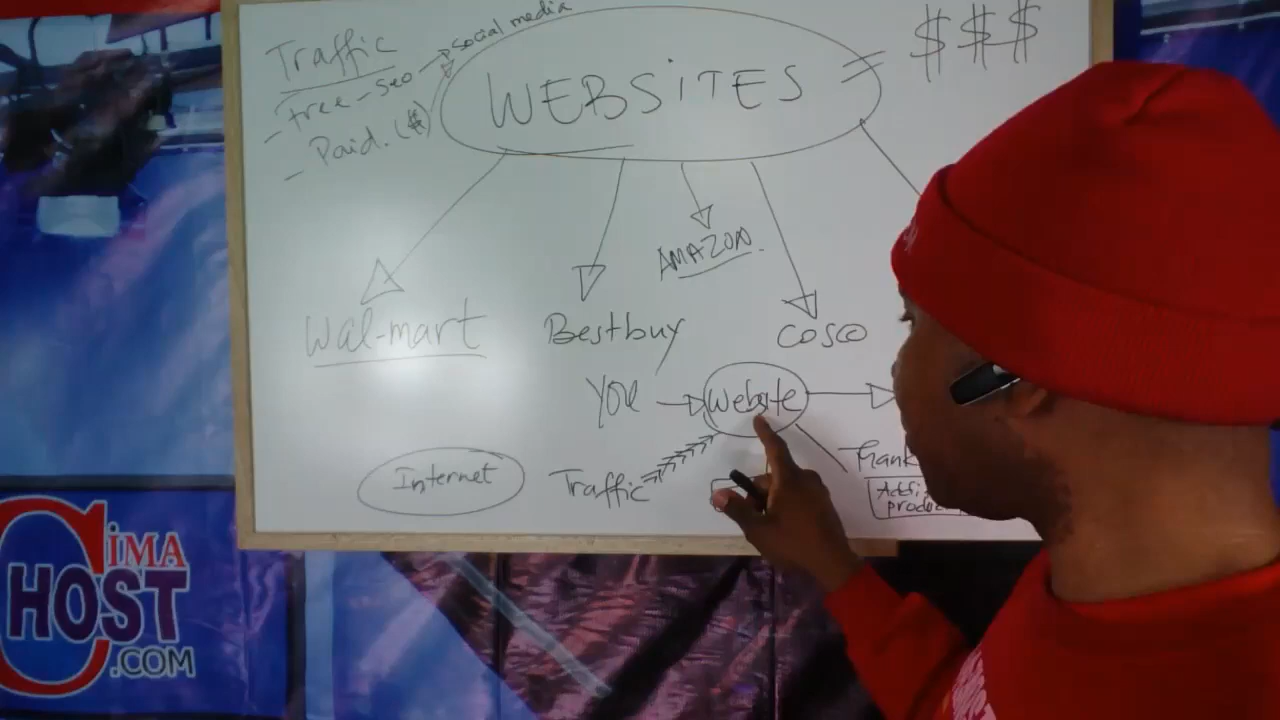 Traffic
- free - seo → social media
- Paid. ($)
WEBSITES = $$$
AMAZON.
Wal-mart
Bestbuy
COSCO
YOU
Website
Internet
Traffic
Thank
CIMA
HOST
.COM